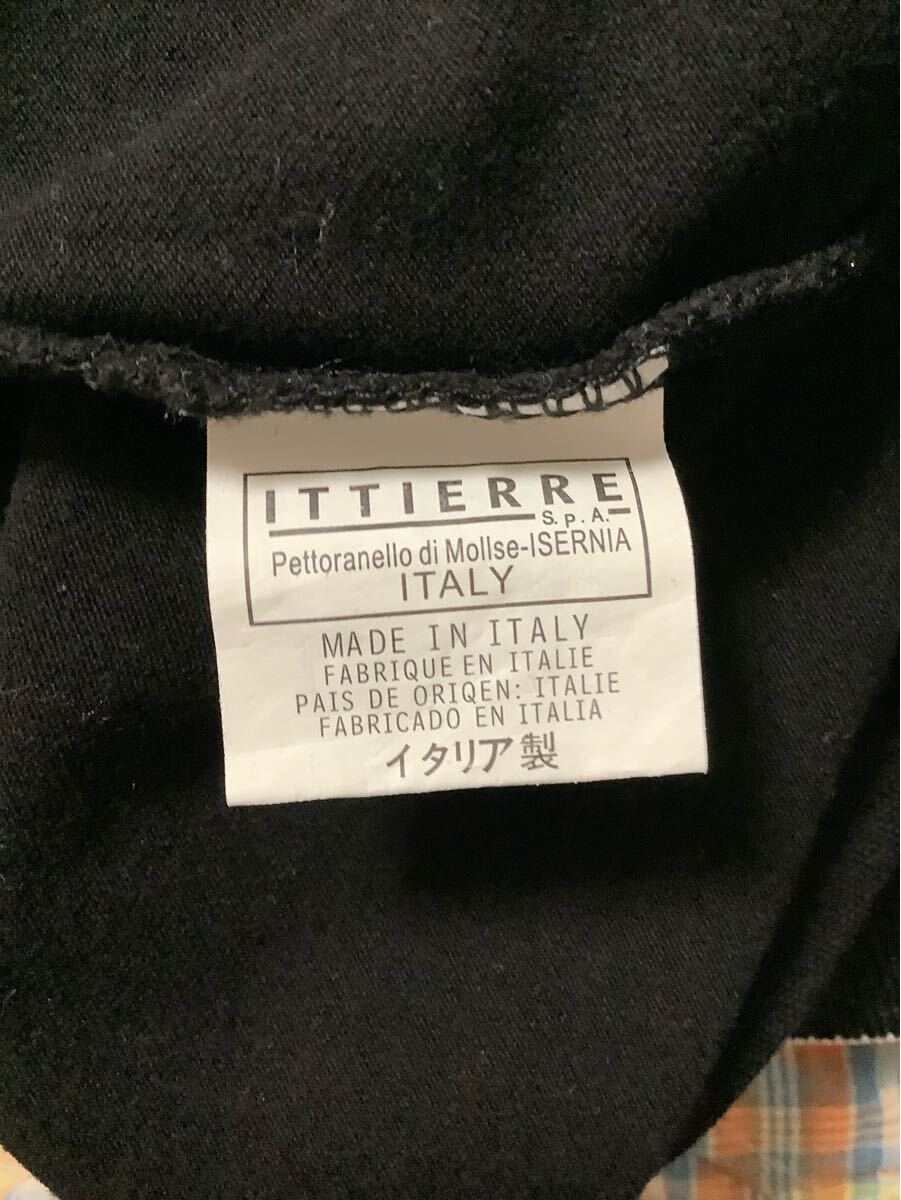 ITTIERRE
S.p.A.
Pettoranello di Mollse-ISERNIA
ITALY
MADE IN ITALY
FABRIQUE EN ITALIE
PAIS DE ORIQEN: ITALIE
FABRICADO EN ITALIA
イタリア製